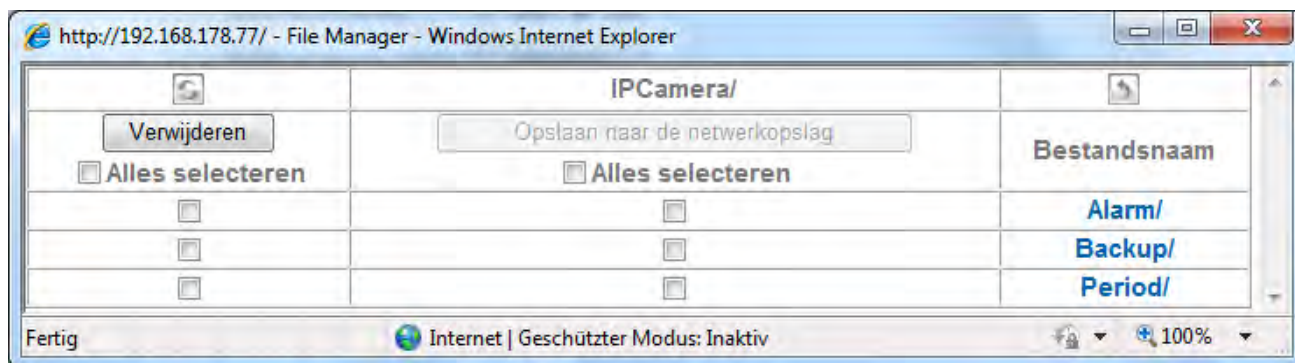 http://192.168.178.77/ - File Manager - Windows Internet Explorer
IPCamera/
Verwijderen
Opslaan naar de netwerkopslag
Bestandsnaam
Alles selecteren
Alles selecteren
Alarm/
Backup/
Period/
Fertig
Internet | Geschützter Modus: Inaktiv
100%